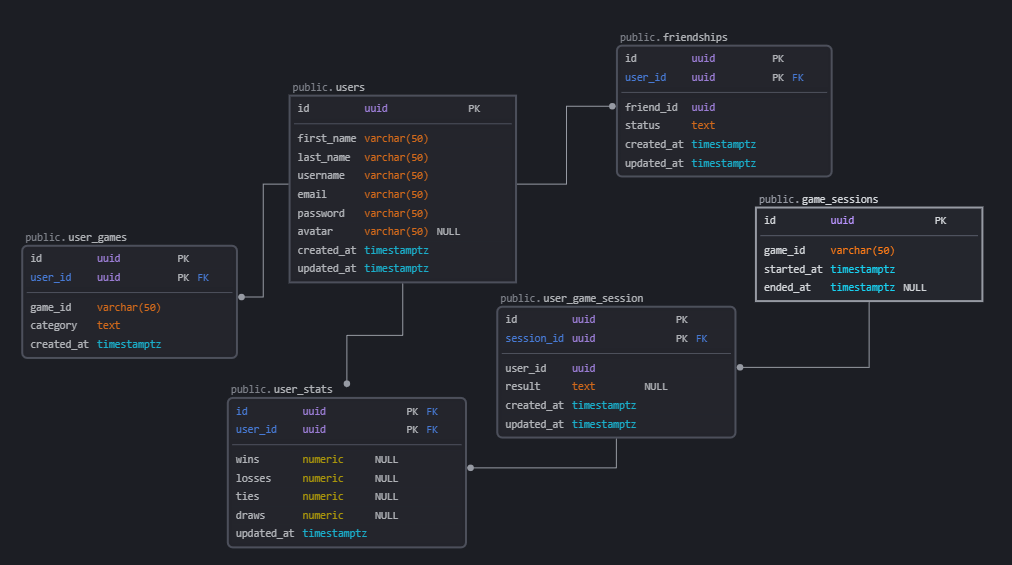 public.friendships
id uuid PK
user_id uuid PK FK
friend_id uuid
status text
created_at timestamptz
updated_at timestamptz
public.users
id uuid PK
first_name varchar(50)
last_name varchar(50)
username varchar(50)
email varchar(50)
password varchar(50)
avatar varchar(50) NULL
created_at timestamptz
updated_at timestamptz
public.game_sessions
id uuid PK
game_id varchar(50)
started_at timestamptz
ended_at timestamptz NULL
public.user_games
id uuid PK
user_id uuid PK FK
game_id varchar(50)
category text
created_at timestamptz
public.user_game_session
id uuid PK
session_id uuid PK FK
user_id uuid
result text NULL
created_at timestamptz
updated_at timestamptz
public.user_stats
id uuid PK FK
user_id uuid PK FK
wins numeric NULL
losses numeric NULL
ties numeric NULL
draws numeric NULL
updated_at timestamptz